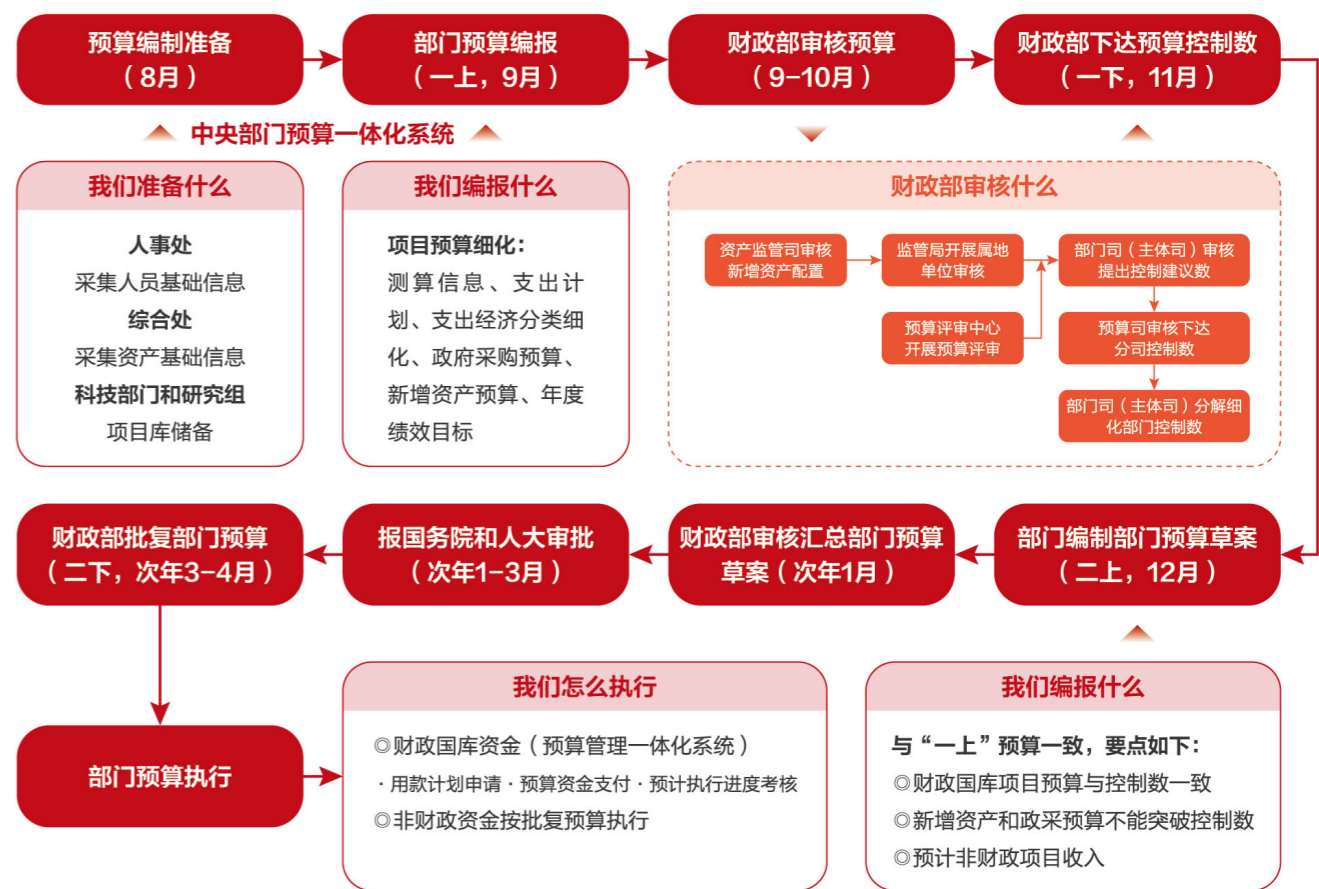 预算编制准备
（8月）
部门预算编报
（一上，9月）
财政部审核预算
（9-10月）
财政部下达预算控制数
（一下，11月）
中央部门预算一体化系统
我们准备什么
人事处
采集人员基础信息
综合处
采集资产基础信息
科技部门和研究组
项目库储备
我们编报什么
项目预算细化：
测算信息、支出计
划、支出经济分类细
化、政府采购预算、
新增资产预算、年度
绩效目标
财政部审核什么
资产监管司审核
新增资产配置
监管局开展属地
单位审核
部门司（主体司）审核
提出控制建议数
预算评审中心
开展预算评审
预算司审核下达
分司控制数
部门司（主体司）分解细
化部门控制数
财政部批复部门预算
（二下，次年3-4月）
报国务院和人大审批
（次年1-3月）
财政部审核汇总部门预算
草案（次年1月）
部门编制部门预算草案
（二上，12月）
部门预算执行
我们怎么执行
◎财政国库资金（预算管理一体化系统）
·用款计划申请·预算资金支付·预计执行进度考核
◎非财政资金按批复预算执行
我们编报什么
与“一上”预算一致，要点如下：
◎财政国库项目预算与控制数一致
◎新增资产和政采预算不能突破控制数
◎预计非财政项目收入